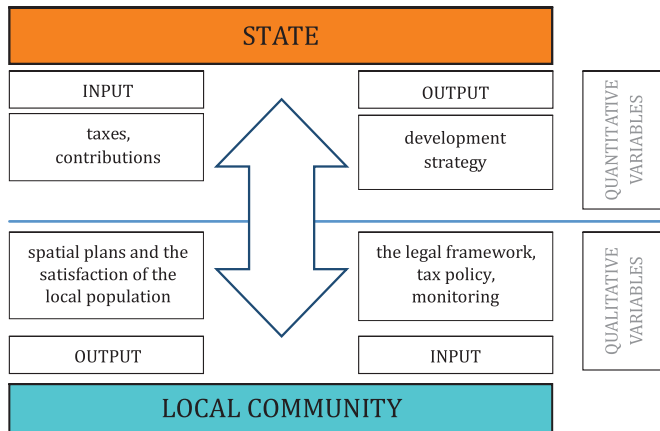 STATE
INPUT
OUTPUT
taxes,
contributions
development
strategy
QUANTITATIVE
VARIABLES
spatial plans and the
satisfaction of the
local population
the legal framework,
tax policy,
monitoring
QUALITATIVE
VARIABLES
OUTPUT
INPUT
LOCAL COMMUNITY